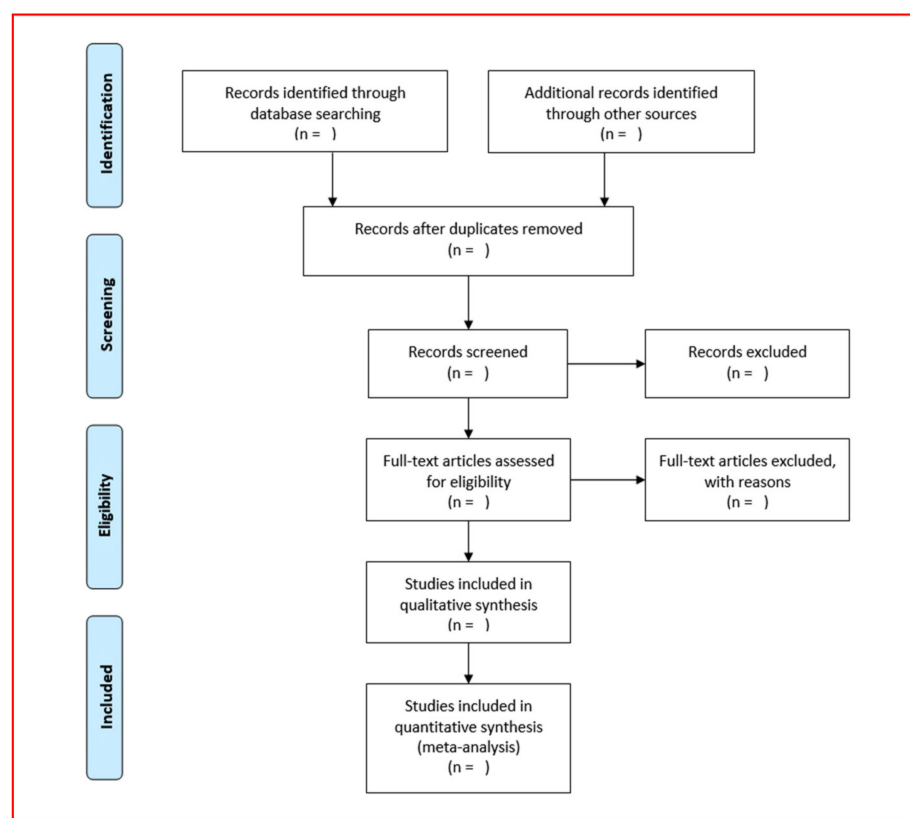 Identification
Records identified through
database searching
(n =   )
Additional records identified
through other sources
(n =   )
Records after duplicates removed
(n =   )
Screening
Records screened
(n =   )
Records excluded
(n =   )
Eligibility
Full-text articles assessed
for eligibility
(n =   )
Full-text articles excluded,
with reasons
(n =   )
Studies included in
qualitative synthesis
(n =   )
Included
Studies included in
quantitative synthesis
(meta-analysis)
(n =   )